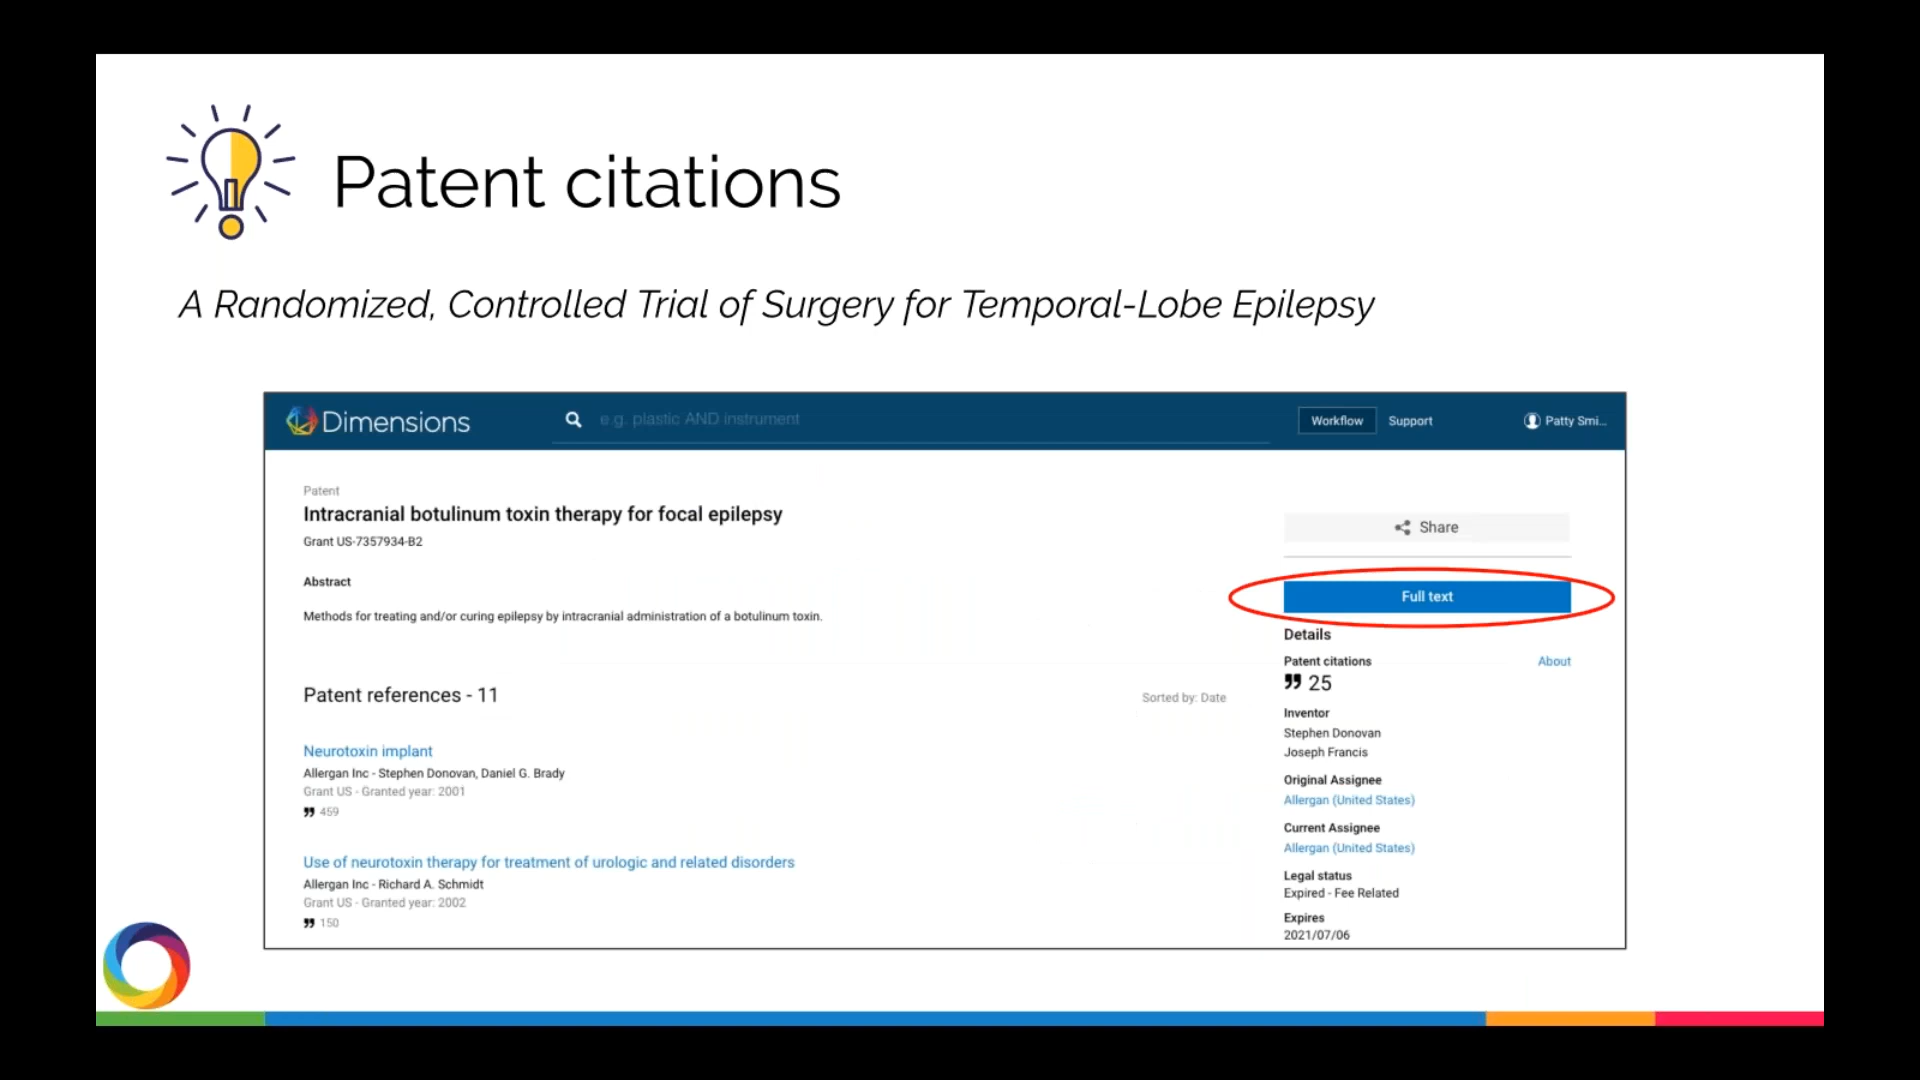 Patent citations
A Randomized, Controlled Trial of Surgery for Temporal-Lobe Epilepsy
Dimensions
e.g. plastic AND instrument
Workflow
Support
Patty Smi...
Patent
Intracranial botulinum toxin therapy for focal epilepsy
Grant US-7357934-B2
Abstract
Methods for treating and/or curing epilepsy by intracranial administration of a botulinum toxin.
Patent references - 11
Sorted by: Date
Neurotoxin implant
Allergan Inc - Stephen Donovan, Daniel G. Brady
Grant US - Granted year: 2001
459
Use of neurotoxin therapy for treatment of urologic and related disorders
Allergan Inc - Richard A. Schmidt
Grant US - Granted year: 2002
150
Share
Full text
Details
Patent citations
About
25
Inventor
Stephen Donovan
Joseph Francis
Original Assignee
Allergan (United States)
Current Assignee
Allergan (United States)
Legal status
Expired - Fee Related
Expires
2021/07/06